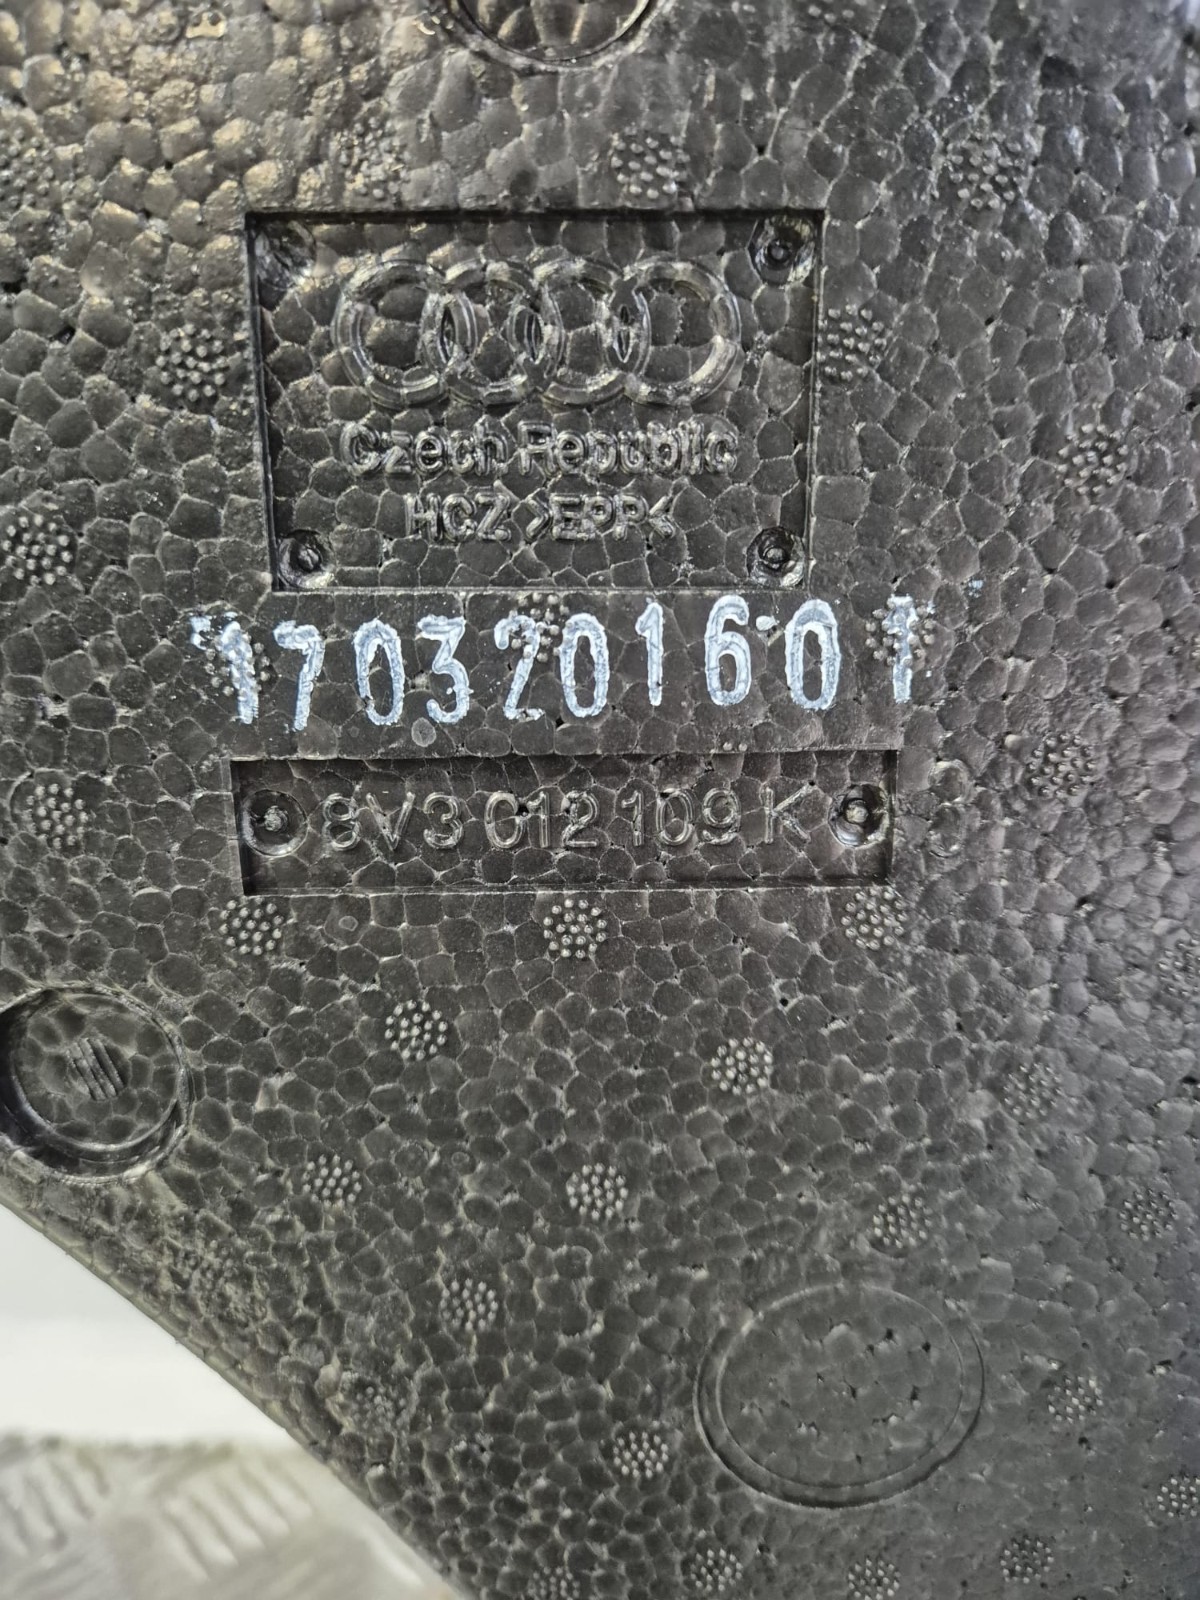 Czech Republic
HCZ >EPP<
1703201601
8V3 012 109 K